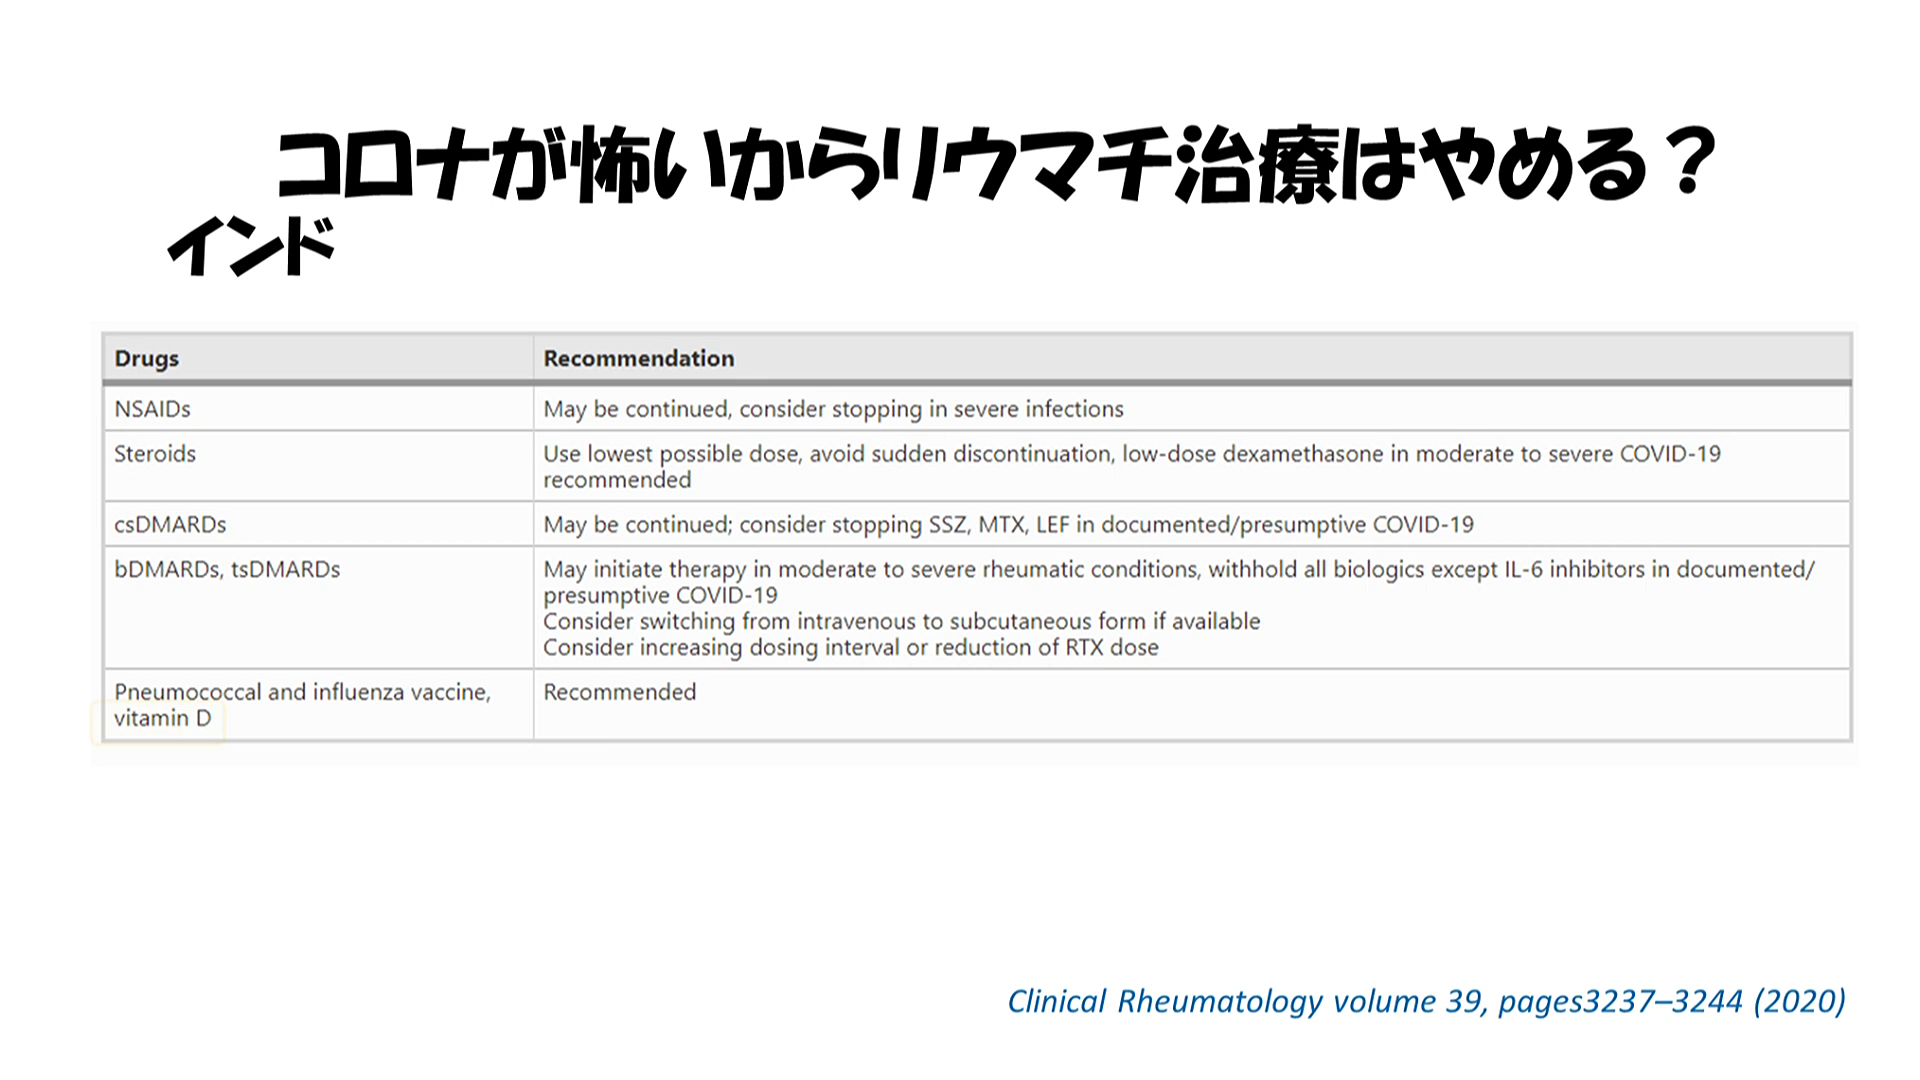 コロナが怖いからリウマチ治療はやめる？
インド
Drugs
Recommendation
NSAIDs
May be continued, consider stopping in severe infections
Steroids
Use lowest possible dose, avoid sudden discontinuation, low-dose dexamethasone in moderate to severe COVID-19
recommended
csDMARDs
May be continued; consider stopping SSZ, MTX, LEF in documented/presumptive COVID-19
bDMARDs, tsDMARDs
May initiate therapy in moderate to severe rheumatic conditions, withhold all biologics except IL-6 inhibitors in documented/
presumptive COVID-19
Consider switching from intravenous to subcutaneous form if available
Consider increasing dosing interval or reduction of RTX dose
Pneumococcal and influenza vaccine,
vitamin D
Recommended
Clinical Rheumatology volume 39, pages3237–3244 (2020)